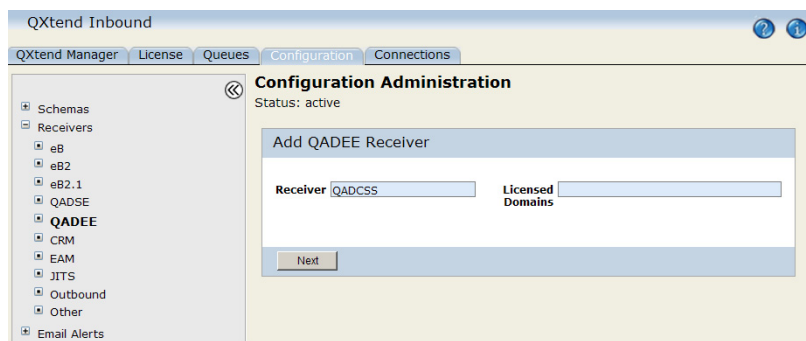 QXtend Inbound
QXtend Manager License Queues Configuration Connections
Configuration Administration
Status: active
Schemas
Receivers
eB
eB2
eB2.1
QADSE
QADEE
CRM
EAM
JITS
Outbound
Other
Email Alerts
Add QADEE Receiver
Receiver QADCSS Licensed
Domains
Next